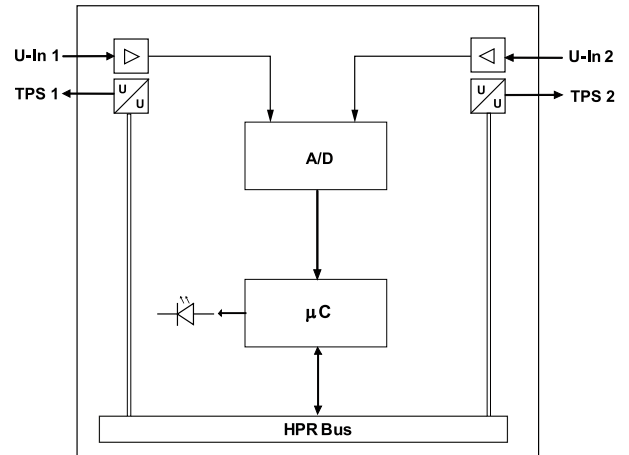 U-In 1
U-In 2
TPS 1
U
U
U
U
TPS 2
A/D
μC
HPR Bus